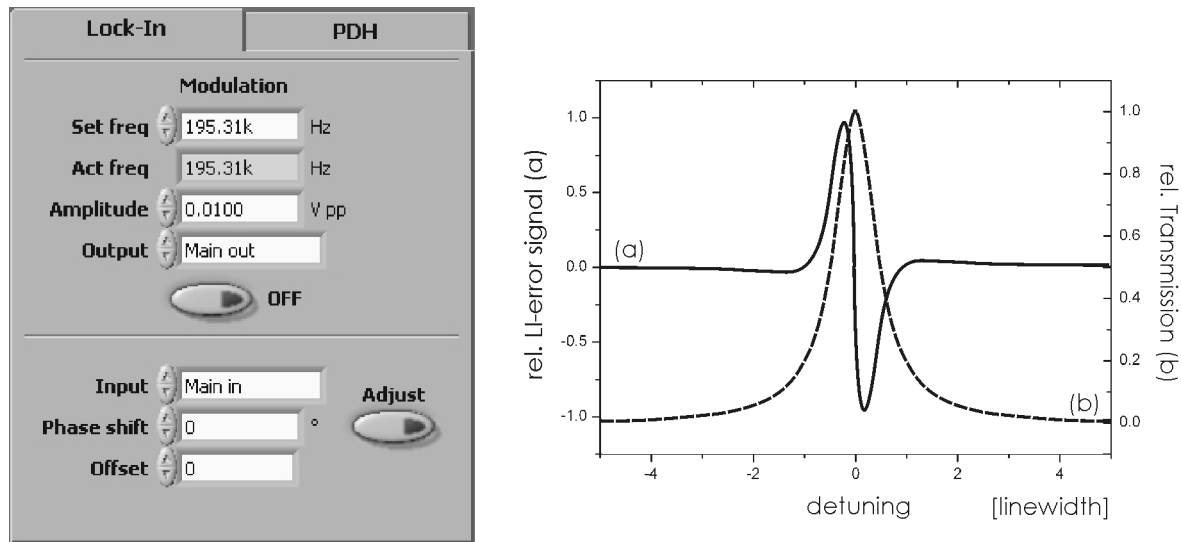 Lock-In
PDH
Modulation
Set freq 195.31k Hz
Act freq 195.31k Hz
Amplitude 0.0100 V pp
Output Main out
OFF
Input Main in
Phase shift 0 °
Offset 0
Adjust
rel. LI-error signal (a)
1.0
0.5
0.0
-0.5
-1.0
(a)
(b)
-4 -2 0 2 4
detuning [linewidth]
1.0
0.8
0.6
0.4
0.2
0.0
rel. Transmission (b)